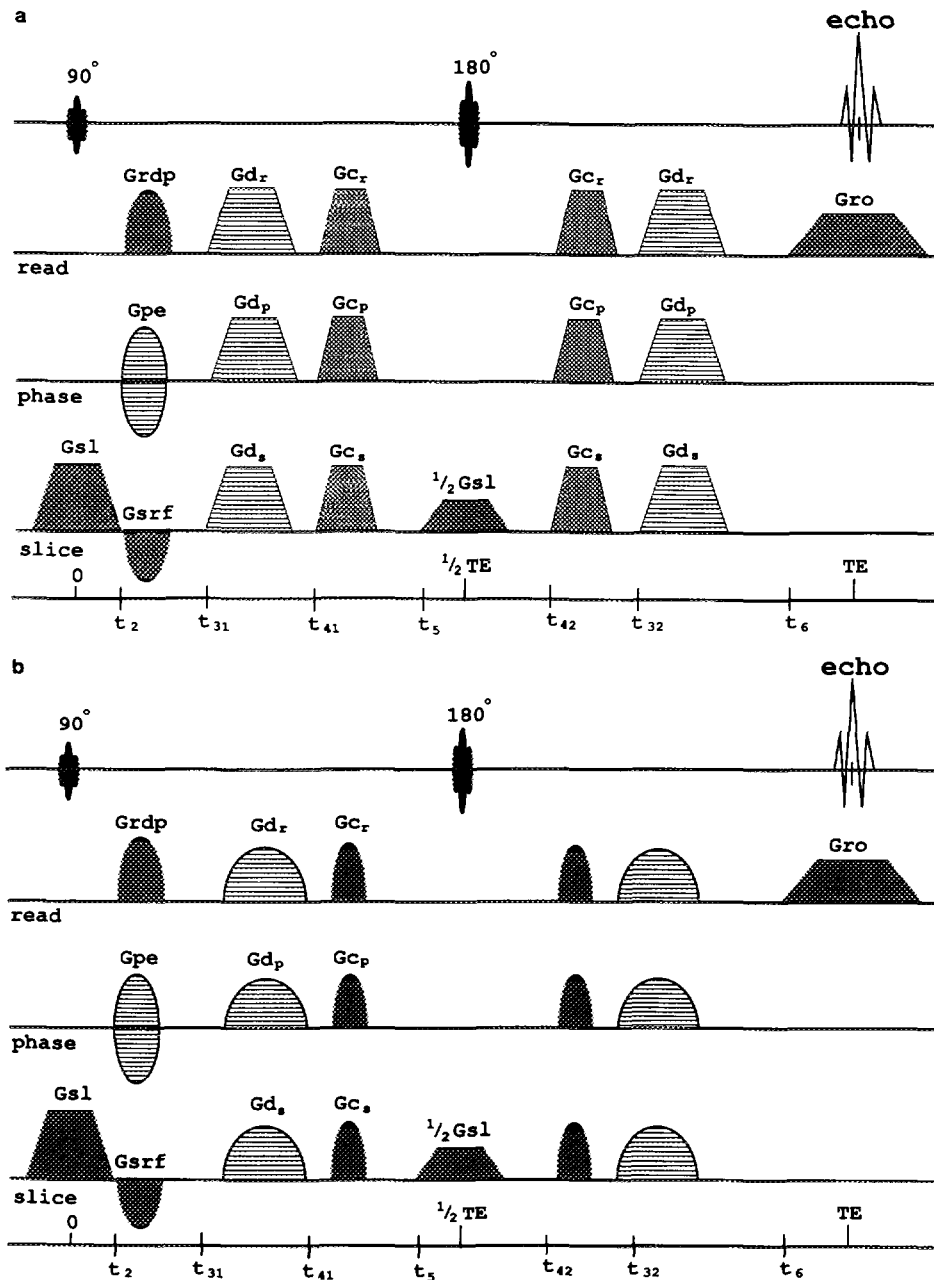 a
echo
90°
180°
Grdp Gdᵣ Gcᵣ Gcᵣ Gdᵣ Gro
read
Gpe Gdₚ Gcₚ Gcₚ Gdₚ
phase
Gsl Gsrf Gdₛ Gcₛ ¹/₂ Gsl Gcₛ Gdₛ
slice
0 ¹/₂ TE TE
t₂ t₃₁ t₄₁ t₅ t₄₂ t₃₂ t₆
b
echo
90°
180°
Grdp Gdᵣ Gcᵣ Gro
read
Gpe Gdₚ Gcₚ
phase
Gsl Gsrf Gdₛ Gcₛ ¹/₂ Gsl
slice
0 ¹/₂ TE TE
t₂ t₃₁ t₄₁ t₅ t₄₂ t₃₂ t₆